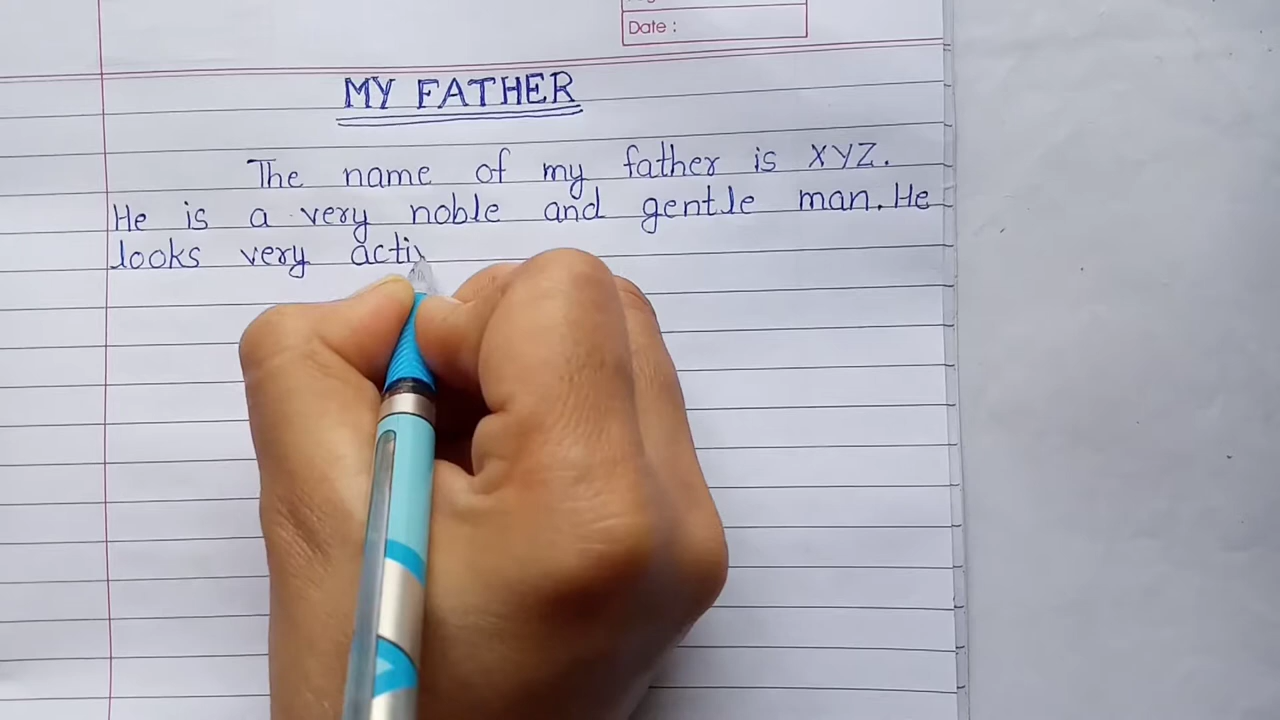 Date :
MY FATHER
The name of my father is XYZ.
He is a very noble and gentle man. He
looks very activ